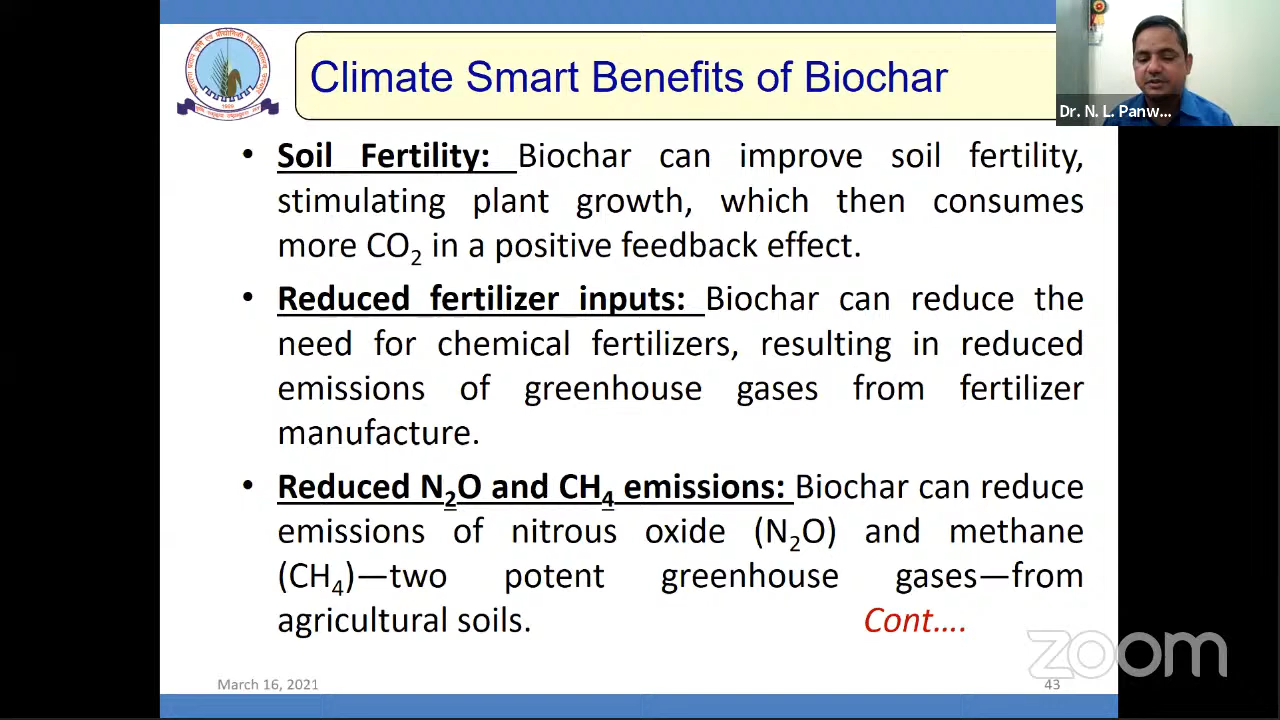 Climate Smart Benefits of Biochar
Dr. N. L. Panw...
• Soil Fertility: Biochar can improve soil fertility,
stimulating plant growth, which then consumes
more CO₂ in a positive feedback effect.
• Reduced fertilizer inputs: Biochar can reduce the
need for chemical fertilizers, resulting in reduced
emissions of greenhouse gases from fertilizer
manufacture.
• Reduced N₂O and CH₄ emissions: Biochar can reduce
emissions of nitrous oxide (N₂O) and methane
(CH₄)—two potent greenhouse gases—from
agricultural soils. Cont….
zoom
March 16, 2021
43